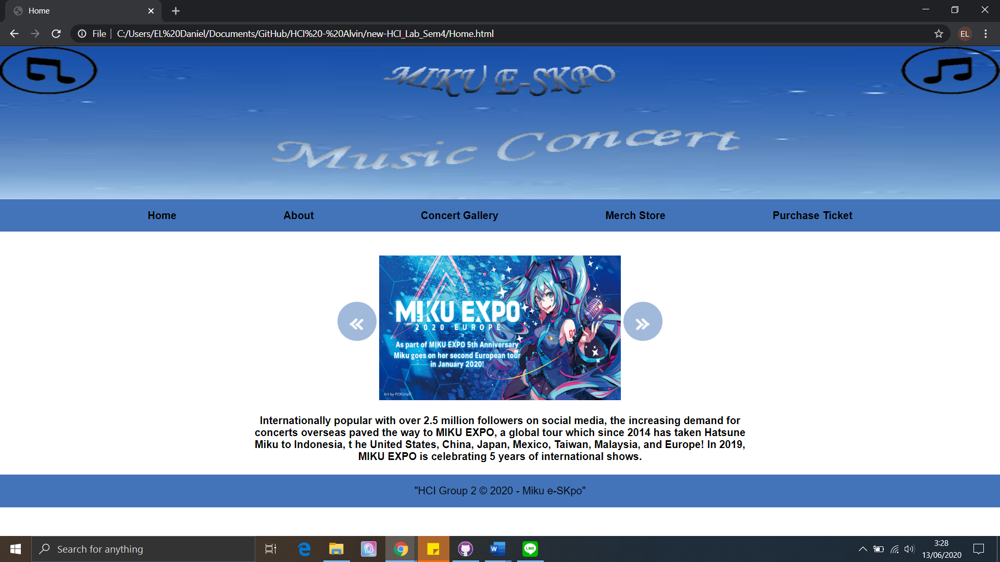 Home
File
C:/Users/EL%20Daniel/Documents/GitHub/HCI%20-%20Alvin/new-HCI_Lab_Sem4/Home.html
EL
MIKU E-SKPO
Music Concert
Home About Concert Gallery Merch Store Purchase Ticket
MIKU EXPO
2020 EUROPE
As part of MIKU EXPO 5th Anniversary
Miku goes on her second European tour
in January 2020!
01
Art by POKImari
Internationally popular with over 2.5 million followers on social media, the increasing demand for
concerts overseas paved the way to MIKU EXPO, a global tour which since 2014 has taken Hatsune
Miku to Indonesia, t he United States, China, Japan, Mexico, Taiwan, Malaysia, and Europe! In 2019,
MIKU EXPO is celebrating 5 years of international shows.
"HCI Group 2 © 2020 - Miku e-SKpo"
Search for anything
W
LINE
3:28
13/06/2020